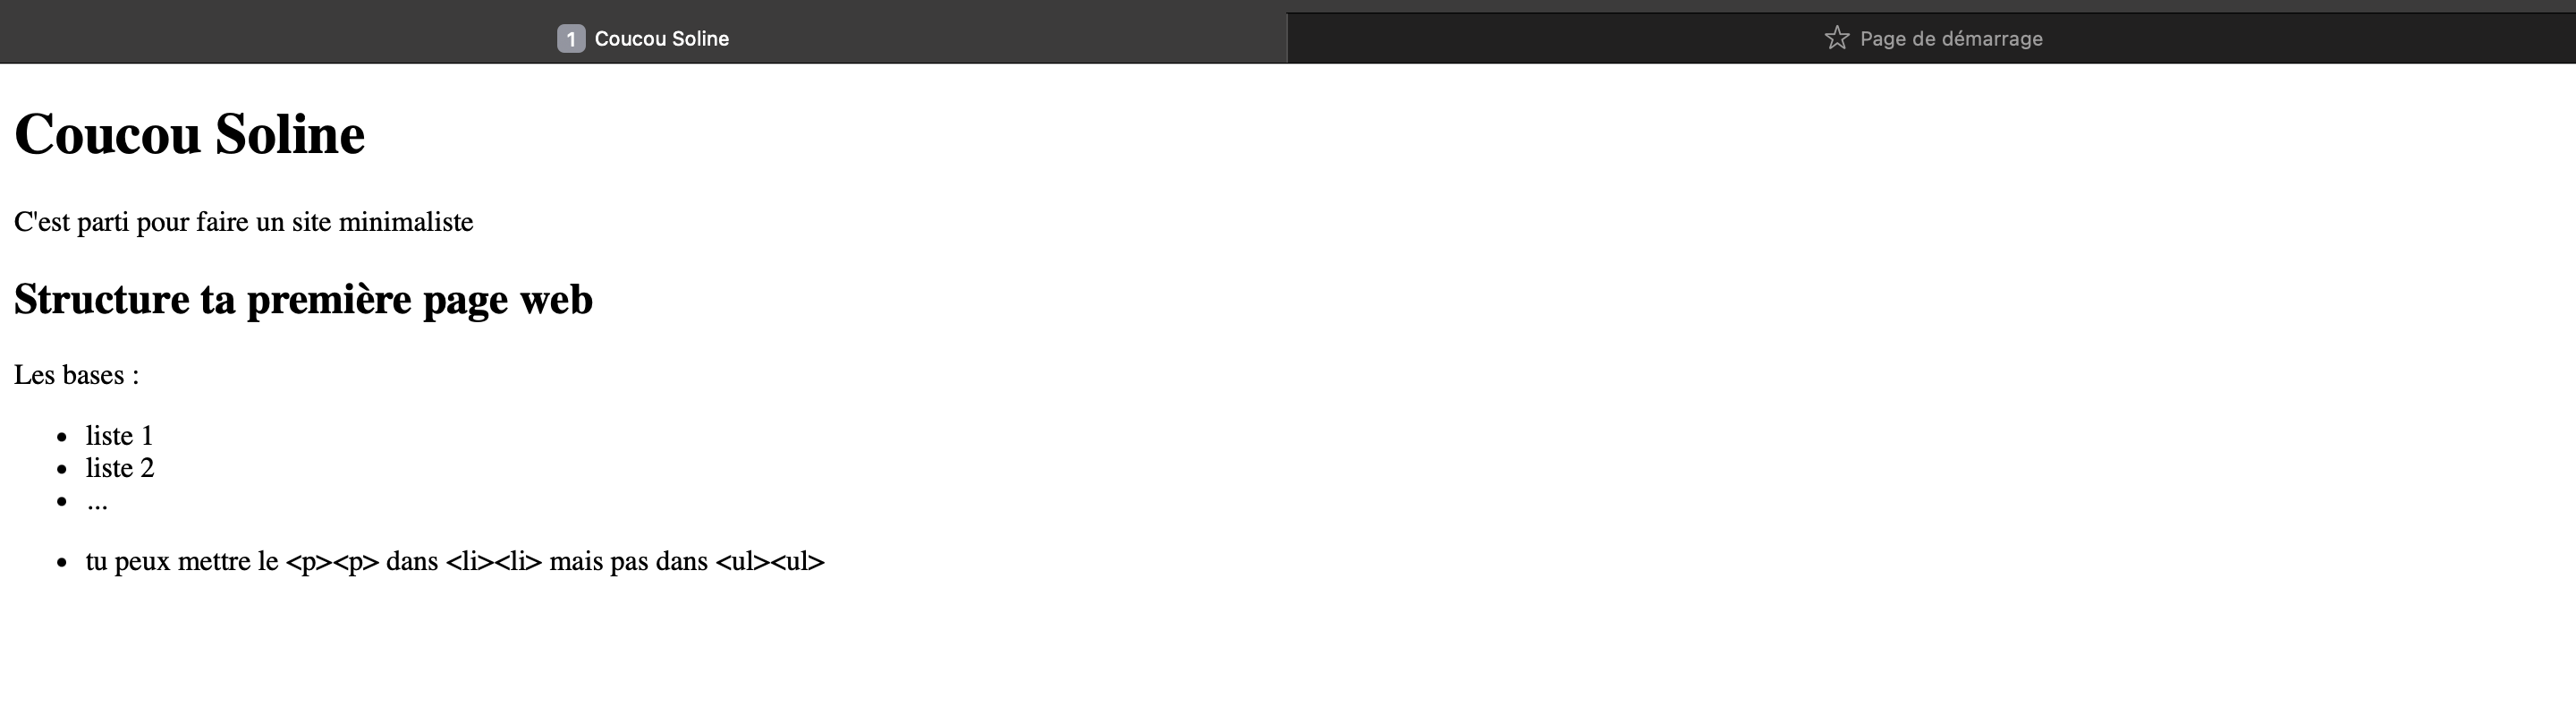 1 Coucou Soline
Page de démarrage
Coucou Soline
C'est parti pour faire un site minimaliste
Structure ta première page web
Les bases :
• liste 1
• liste 2
• ...
• tu peux mettre le <p><p> dans <li><li> mais pas dans <ul><ul>